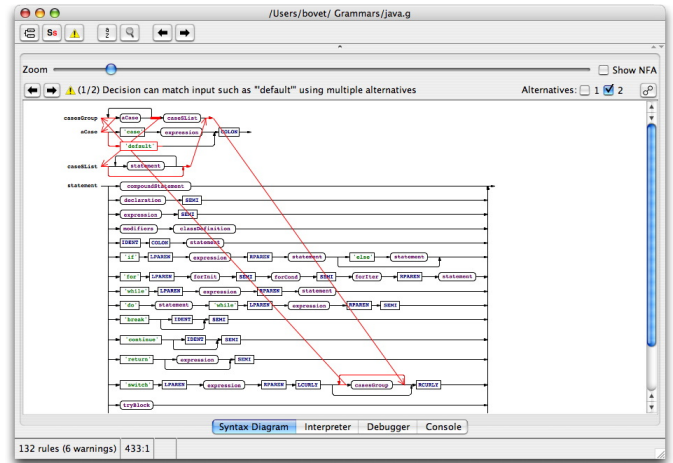 /Users/bovet/ Grammars/java.g
Ss
Zoom
Show NFA
(1/2) Decision can match input such as "'default'" using multiple alternatives
Alternatives: 1 2
casesGroup aCase caseSList
aCase 'case' expression COLON
'default'
caseSList statement
statement compoundStatement
declaration SEMI
expression SEMI
modifiers classDefinition
IDENT COLON statement
'if' LPAREN expression RPAREN statement 'else' statement
'for' LPAREN forInit SEMI forCond SEMI forIter RPAREN statement
'while' LPAREN expression RPAREN statement
'do' statement 'while' LPAREN expression RPAREN SEMI
'break' IDENT SEMI
'continue' IDENT SEMI
'return' expression SEMI
'switch' LPAREN expression RPAREN LCURLY casesGroup RCURLY
tryBlock
Syntax Diagram Interpreter Debugger Console
132 rules (6 warnings) 433:1